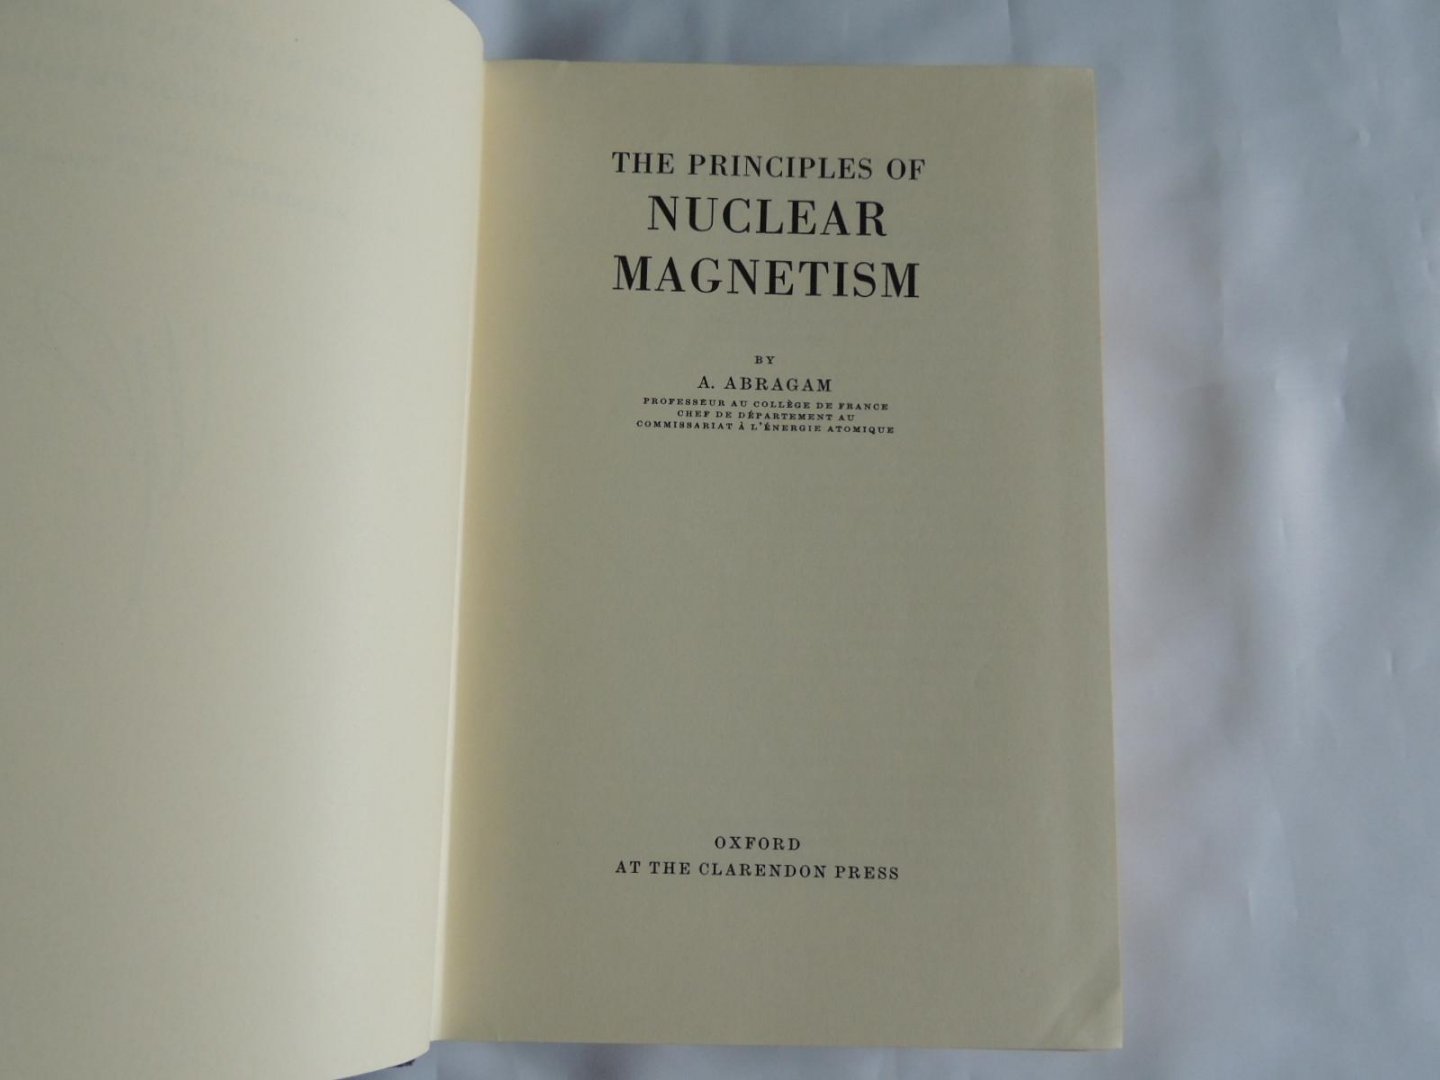 THE PRINCIPLES OF
NUCLEAR
MAGNETISM
BY
A. ABRAGAM
PROFESSEUR AU COLLÈGE DE FRANCE
CHEF DE DÉPARTEMENT AU
COMMISSARIAT À L'ÉNERGIE ATOMIQUE
OXFORD
AT THE CLARENDON PRESS